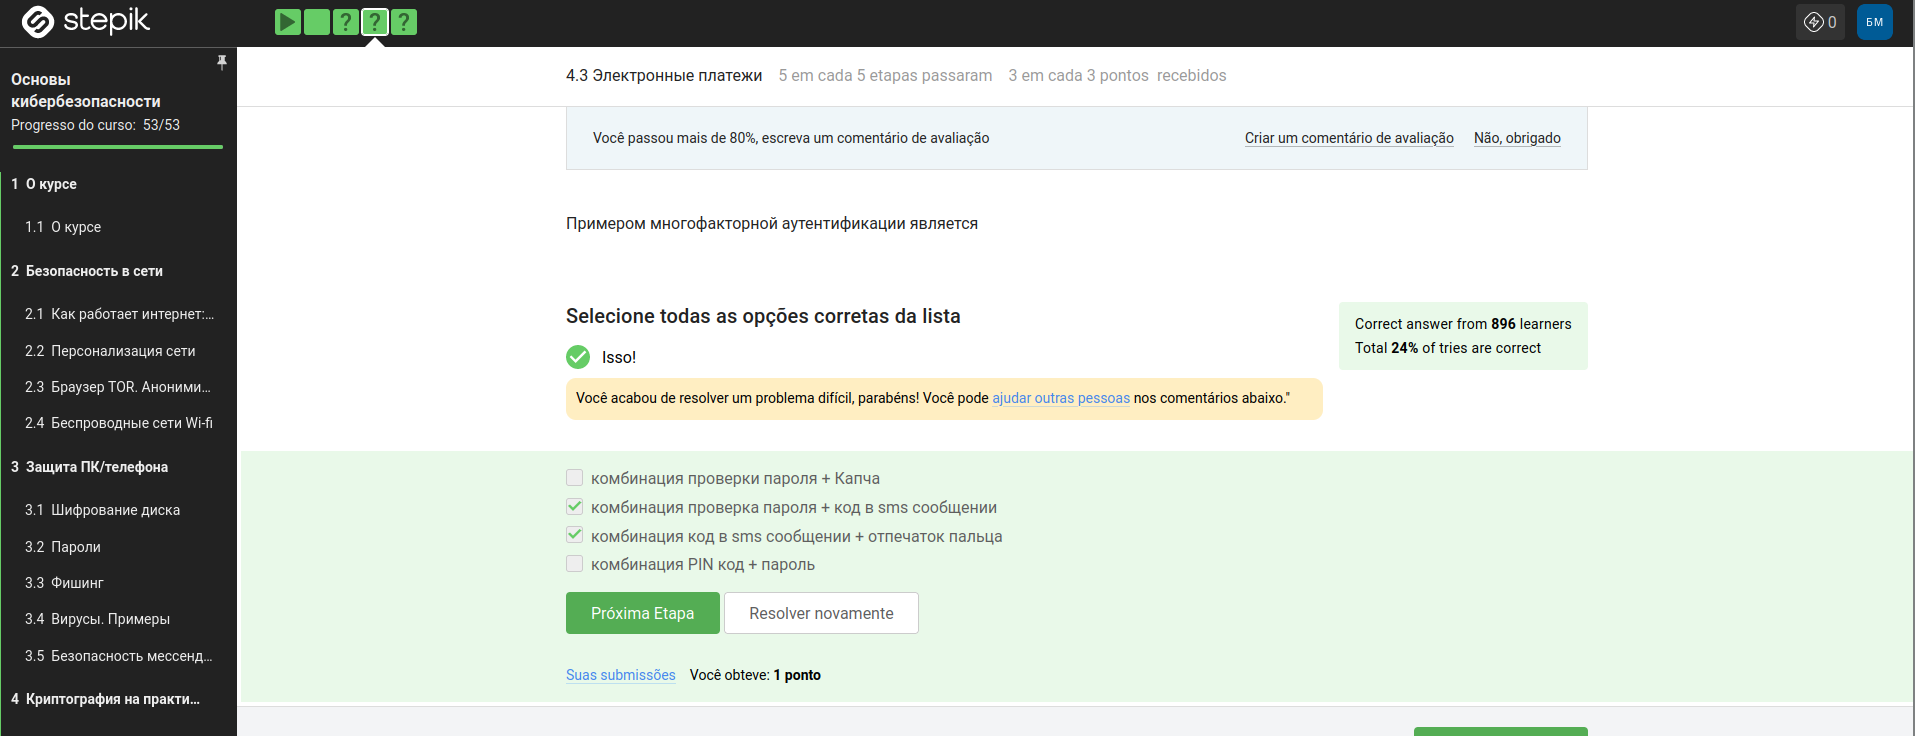 stepik
? ? ?
0
БМ
Основы
кибербезопасности
Progresso do curso: 53/53
1 О курсе
1.1 О курсе
2 Безопасность в сети
2.1 Как работает интернет:...
2.2 Персонализация сети
2.3 Браузер TOR. Аноними...
2.4 Беспроводные сети Wi-fi
3 Защита ПК/телефона
3.1 Шифрование диска
3.2 Пароли
3.3 Фишинг
3.4 Вирусы. Примеры
3.5 Безопасность мессенд...
4 Криптография на практи...
4.3 Электронные платежи 5 em cada 5 etapas passaram 3 em cada 3 pontos recebidos
Você passou mais de 80%, escreva um comentário de avaliação Criar um comentário de avaliação Não, obrigado
Примером многофакторной аутентификации является
Selecione todas as opções corretas da lista
Correct answer from 896 learners
Total 24% of tries are correct
Isso!
Você acabou de resolver um problema difícil, parabéns! Você pode ajudar outras pessoas nos comentários abaixo."
комбинация проверки пароля + Капча
комбинация проверка пароля + код в sms сообщении
комбинация код в sms сообщении + отпечаток пальца
комбинация PIN код + пароль
Próxima Etapa Resolver novamente
Suas submissões Você obteve: 1 ponto